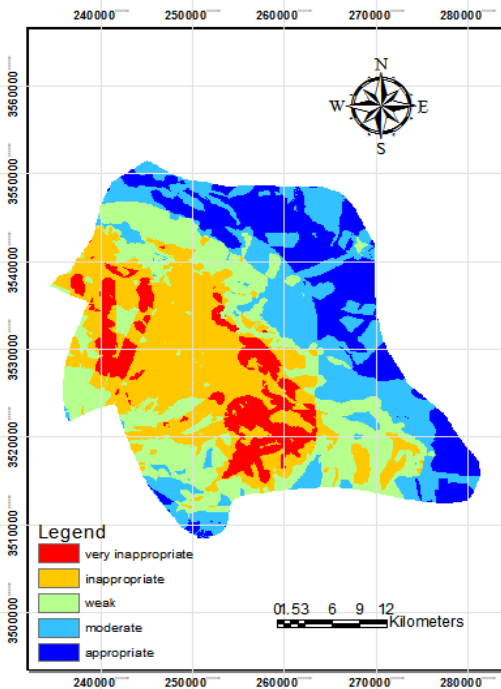 240000 250000 260000 270000 280000
N
W E
S
3560000
3550000
3540000
3530000
3520000
3510000
3500000
Legend
very inappropriate
inappropriate
weak
moderate
appropriate
01.53 6 9 12
Kilometers
240000 250000 260000 270000 280000